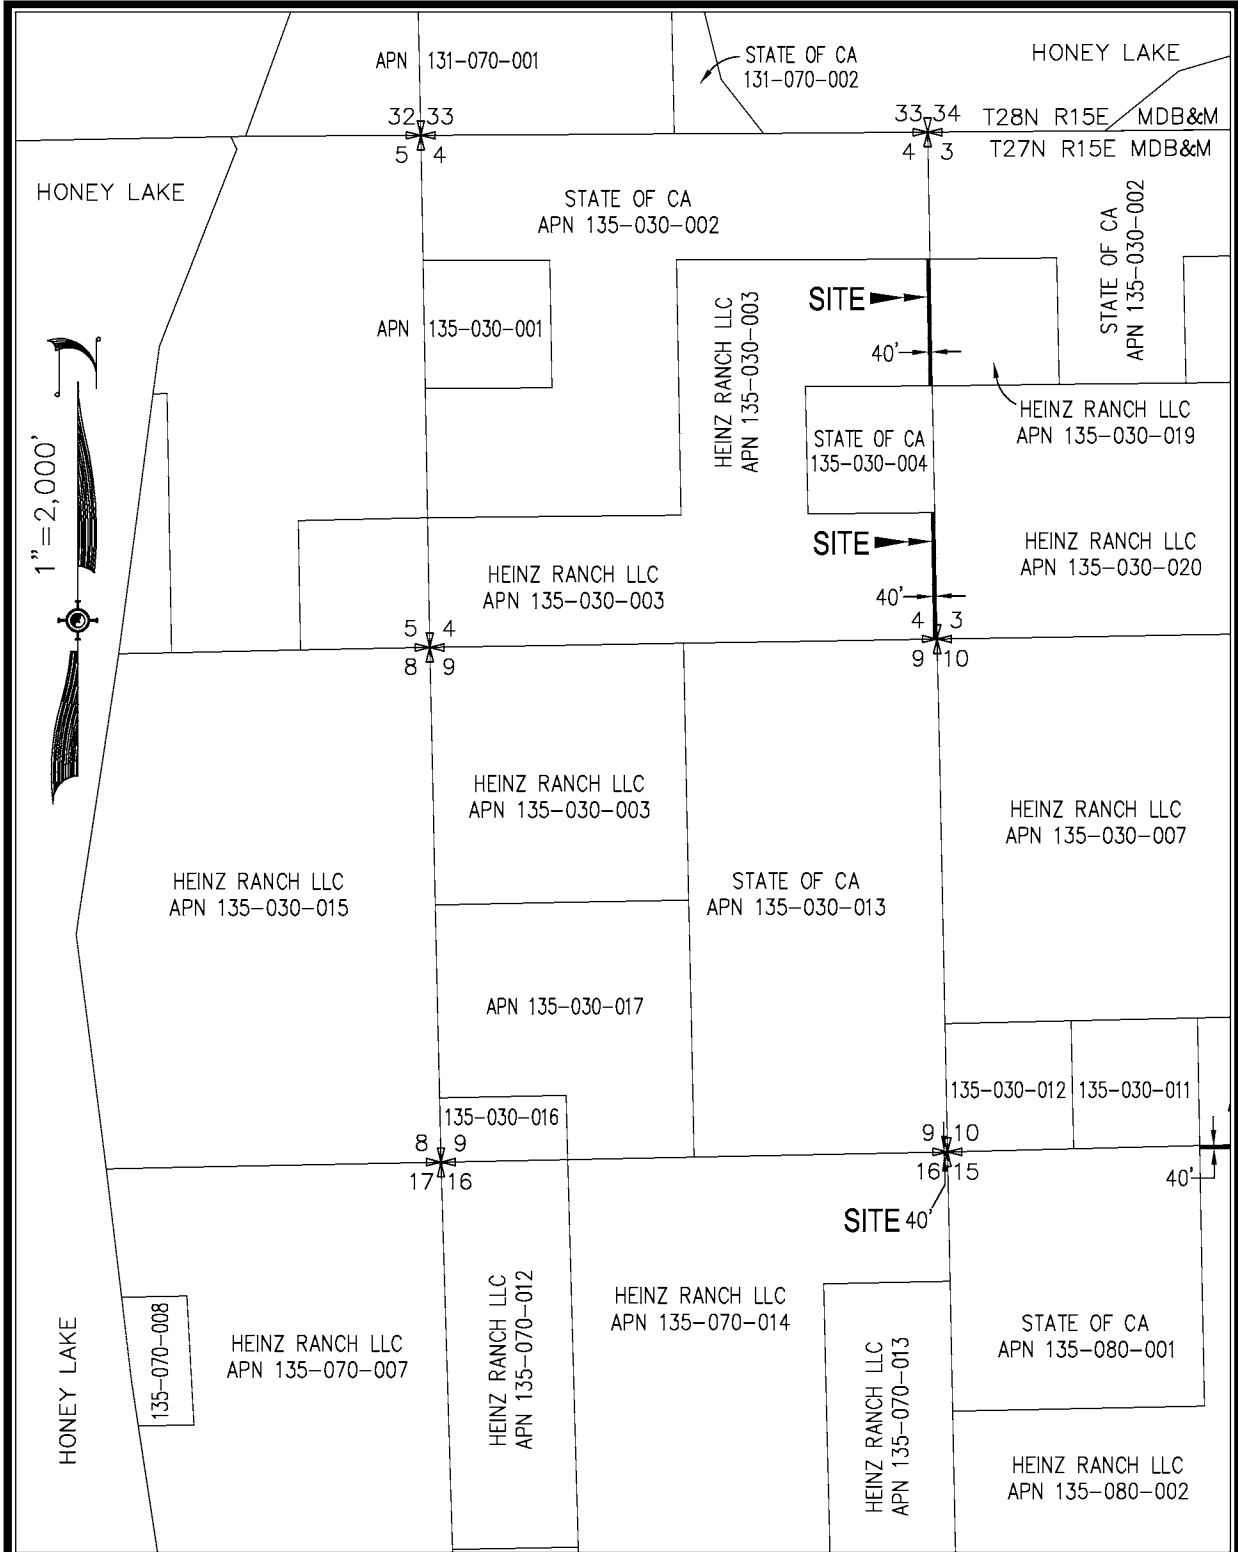 APN 131-070-001
STATE OF CA
131-070-002
HONEY LAKE
32 33
33 34
T28N R15E MDB&M
5 4
4 3
T27N R15E MDB&M
HONEY LAKE
STATE OF CA
APN 135-030-002
STATE OF CA
APN 135-030-002
SITE
HEINZ RANCH LLC
APN 135-030-003
APN 135-030-001
40'
HEINZ RANCH LLC
APN 135-030-019
STATE OF CA
135-030-004
1"=2,000'
SITE
HEINZ RANCH LLC
APN 135-030-020
HEINZ RANCH LLC
APN 135-030-003
40'
5 4
4 3
8 9
9 10
HEINZ RANCH LLC
APN 135-030-003
HEINZ RANCH LLC
APN 135-030-007
HEINZ RANCH LLC
APN 135-030-015
STATE OF CA
APN 135-030-013
APN 135-030-017
135-030-012
135-030-011
135-030-016
8 9
9 10
17 16
16 15
40'
SITE 40'
HEINZ RANCH LLC
APN 135-070-012
HEINZ RANCH LLC
APN 135-070-014
STATE OF CA
APN 135-080-001
135-070-008
HEINZ RANCH LLC
APN 135-070-007
HONEY LAKE
HEINZ RANCH LLC
APN 135-070-013
HEINZ RANCH LLC
APN 135-080-002